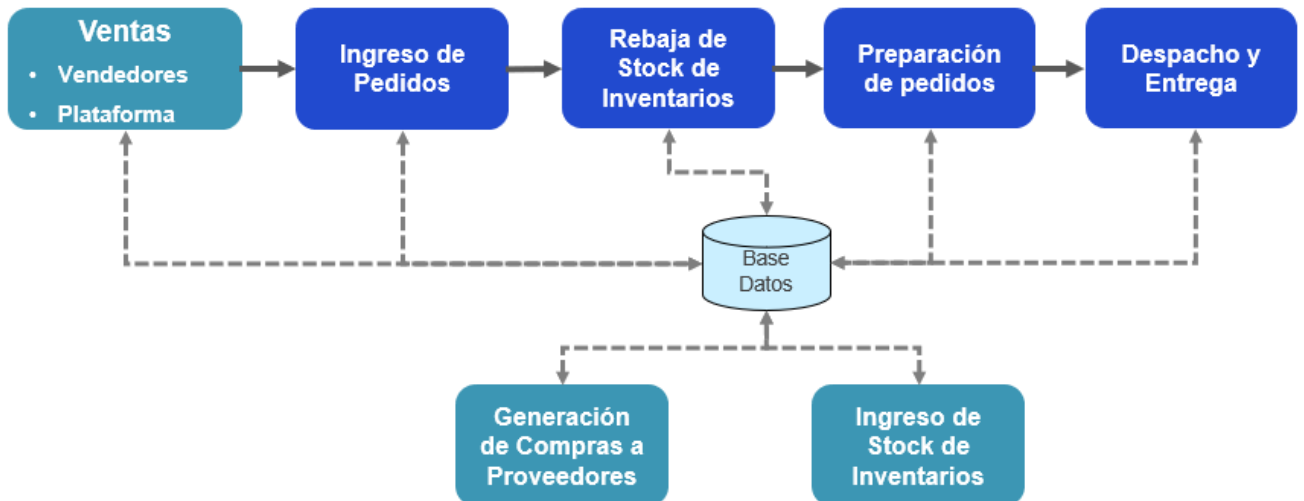 Ventas
• Vendedores
• Plataforma
Ingreso de
Pedidos
Rebaja de
Stock de
Inventarios
Preparación
de pedidos
Despacho y
Entrega
Base
Datos
Generación
de Compras a
Proveedores
Ingreso de
Stock de
Inventarios